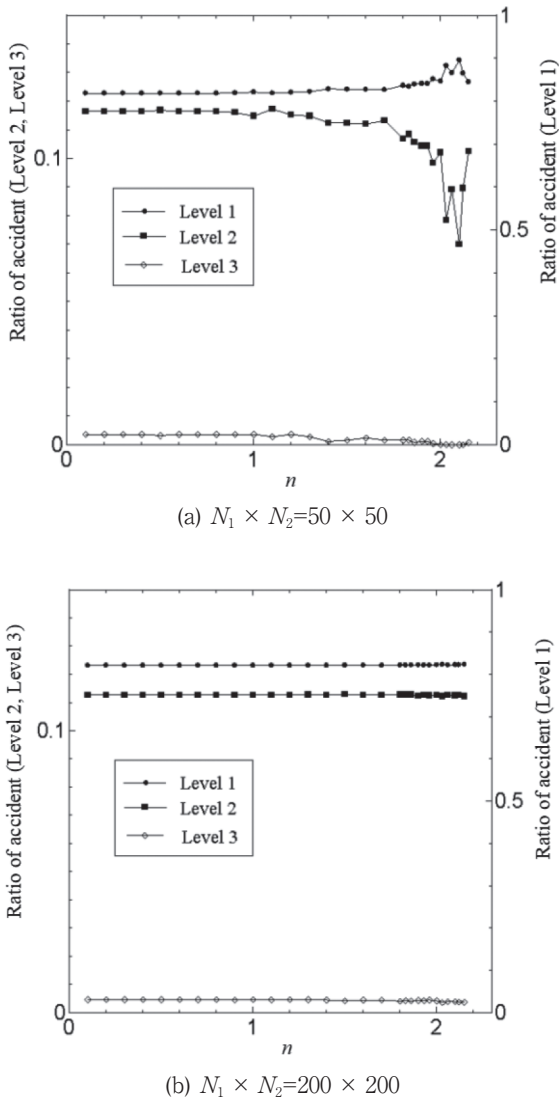 1
Ratio of accident (Level 2, Level 3)
Ratio of accident (Level 1)
0.1
0.5
Level 1
Level 2
Level 3
0
0
0 1 2
n
(a) N₁ × N₂=50 × 50
1
Ratio of accident (Level 2, Level 3)
Ratio of accident (Level 1)
0.1
0.5
Level 1
Level 2
Level 3
0
0
0 1 2
n
(b) N₁ × N₂=200 × 200